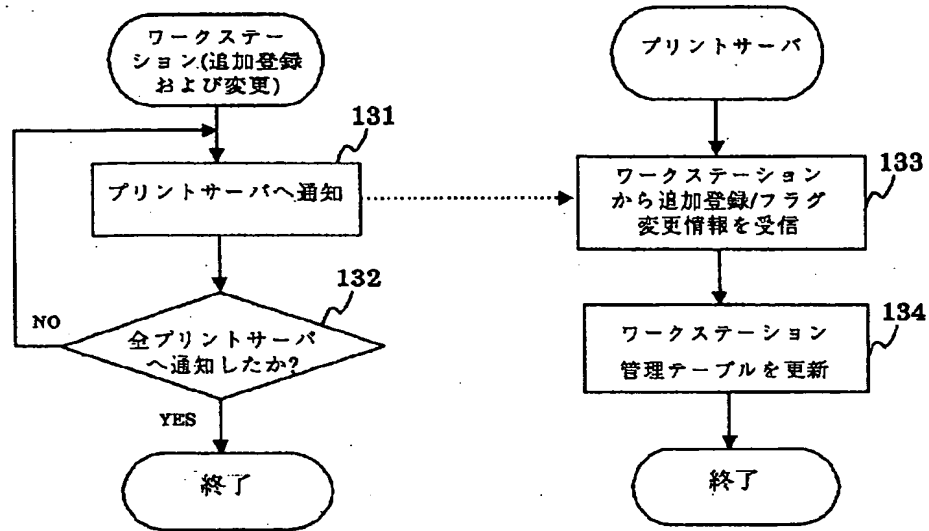 ワークステー
ション(追加登録
および変更)
131
プリントサーバへ通知
132
全プリントサーバ
へ通知したか?
NO
YES
終了
プリントサーバ
133
ワークステーション
から追加登録/フラグ
変更情報を受信
134
ワークステーション
管理テーブルを更新
終了